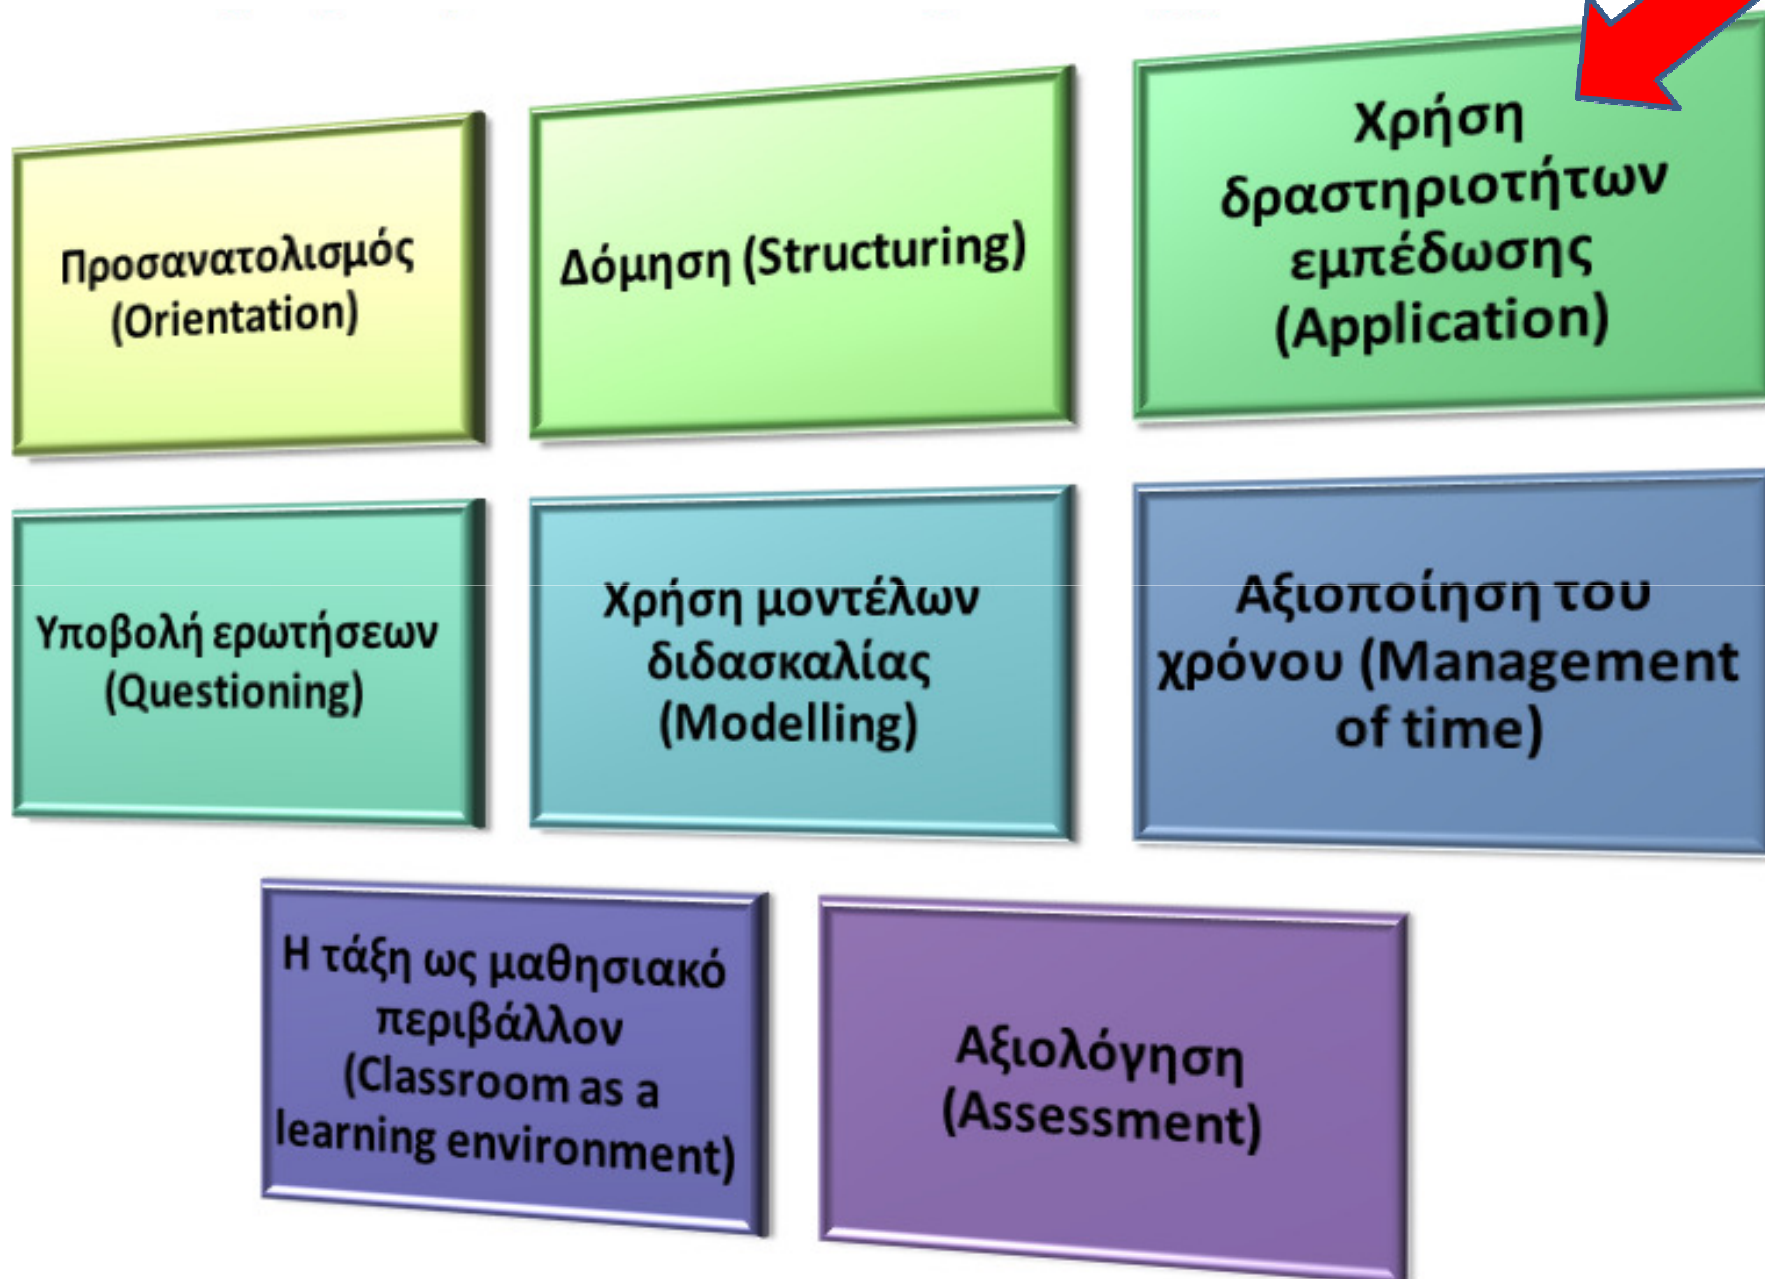 Προσανατολισμός
(Orientation)
Δόμηση (Structuring)
Χρήση
δραστηριοτήτων
εμπέδωσης
(Application)
Υποβολή ερωτήσεων
(Questioning)
Χρήση μοντέλων
διδασκαλίας
(Modelling)
Αξιοποίηση του
χρόνου (Management
of time)
Η τάξη ως μαθησιακό
περιβάλλον
(Classroom as a
learning environment)
Αξιολόγηση
(Assessment)